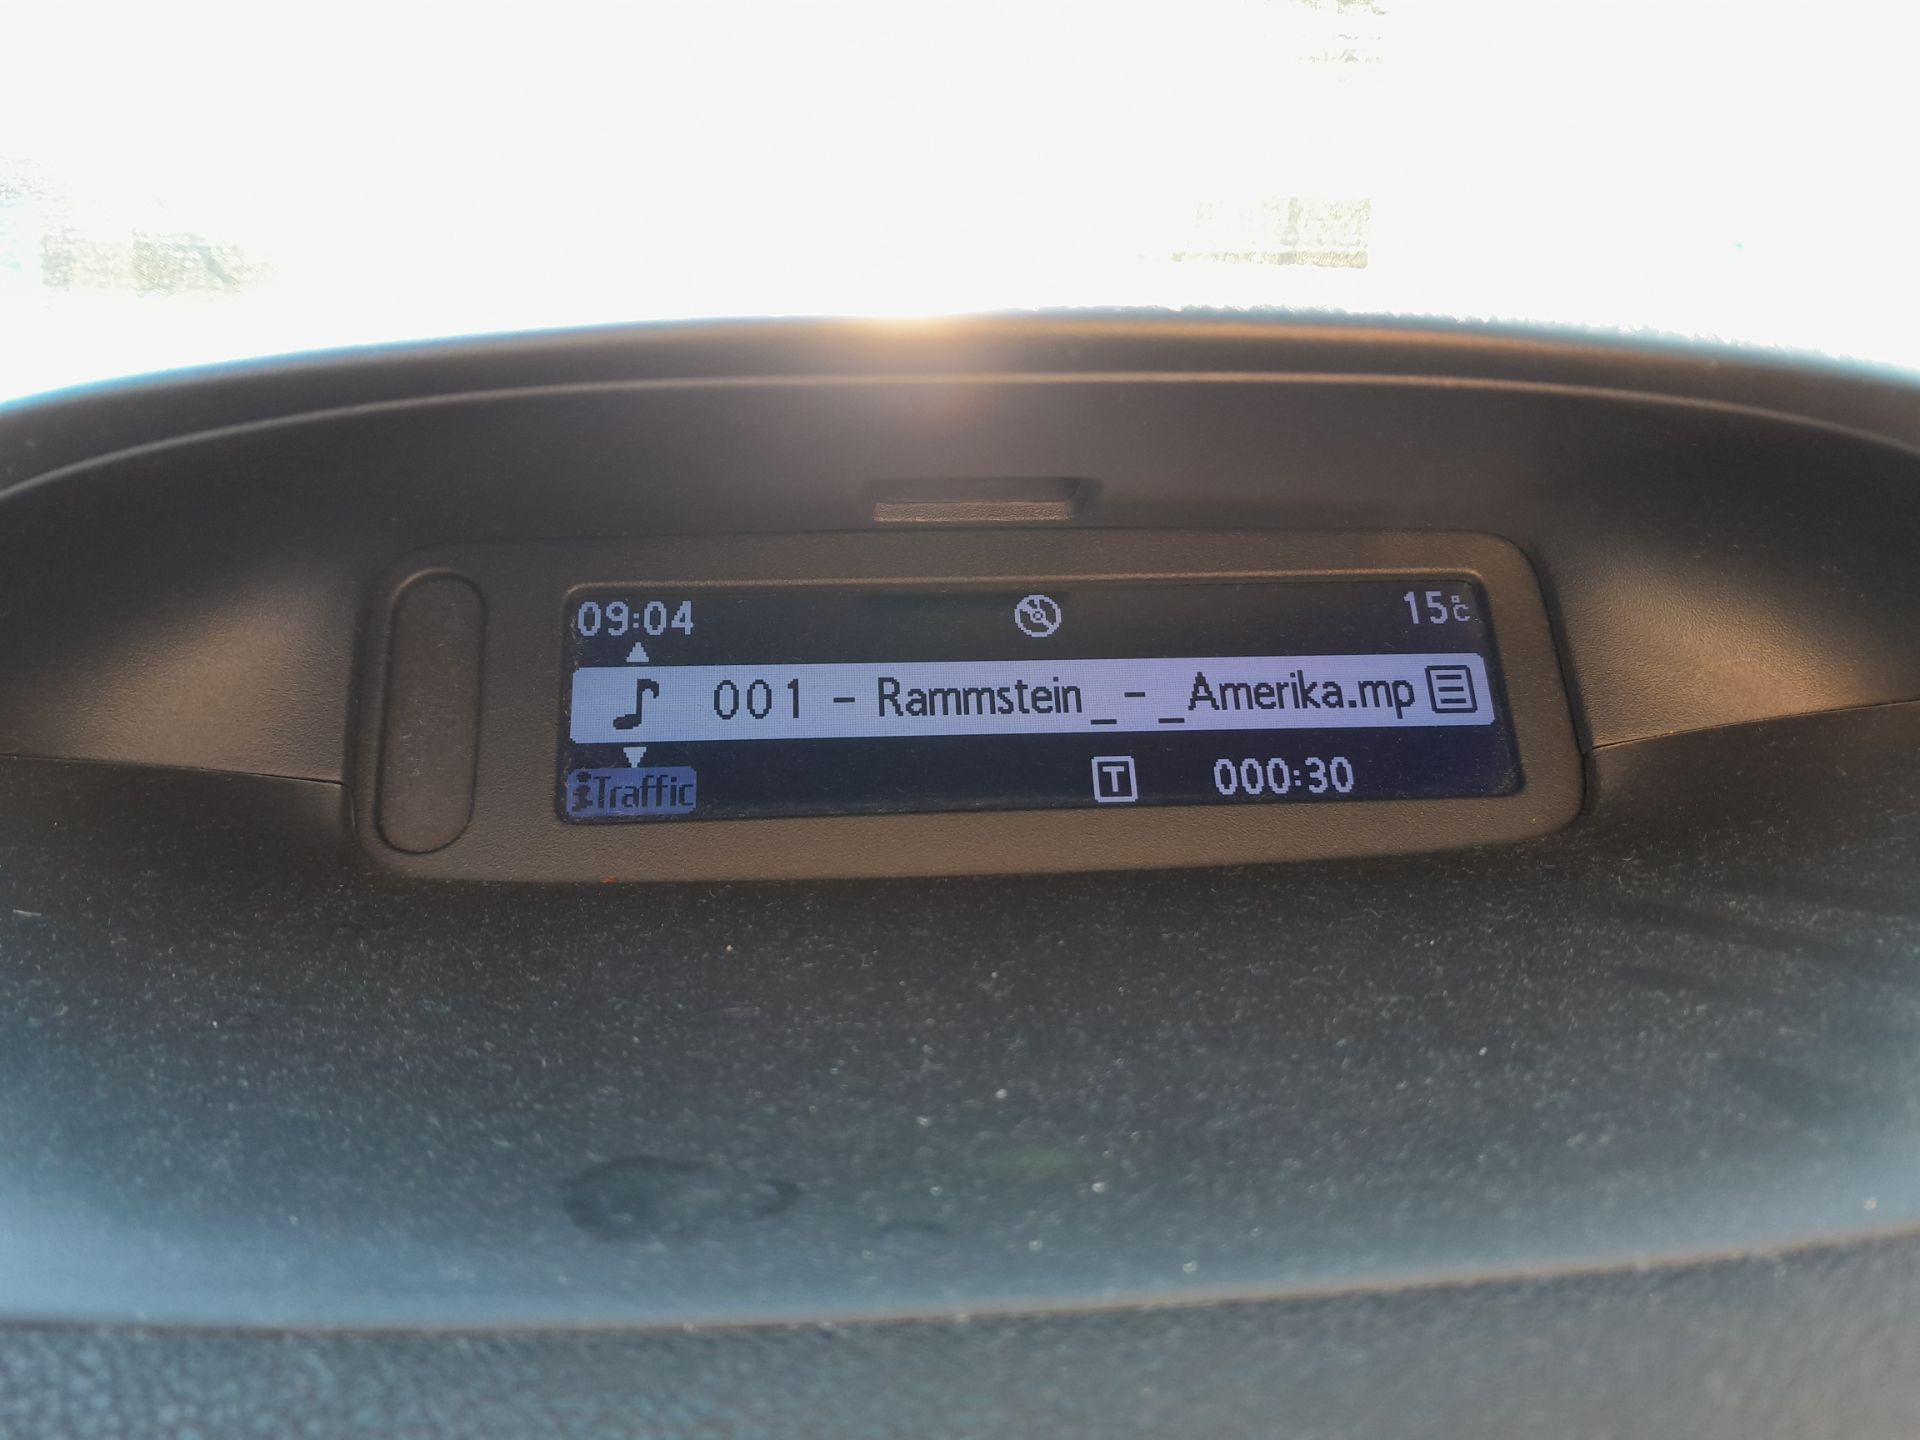 09:04 15°C
001 - Rammstein_-_Amerika.mp
iTraffic T 000:30